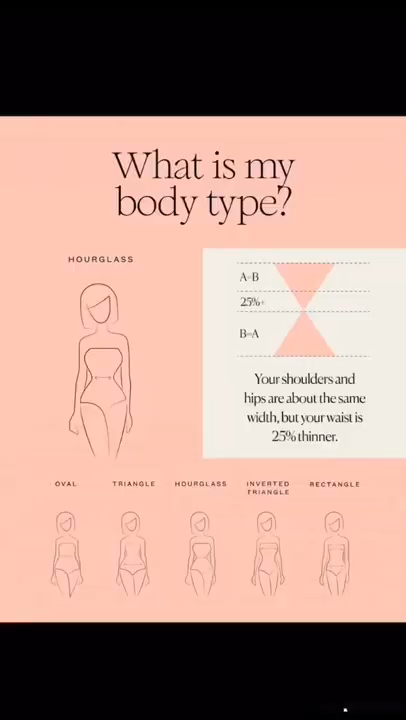 What is my
body type?
HOURGLASS
A=B
25%+
B=A
Your shoulders and
hips are about the same
width, but your waist is
25% thinner.
OVAL
TRIANGLE
HOURGLASS
INVERTED
TRIANGLE
RECTANGLE